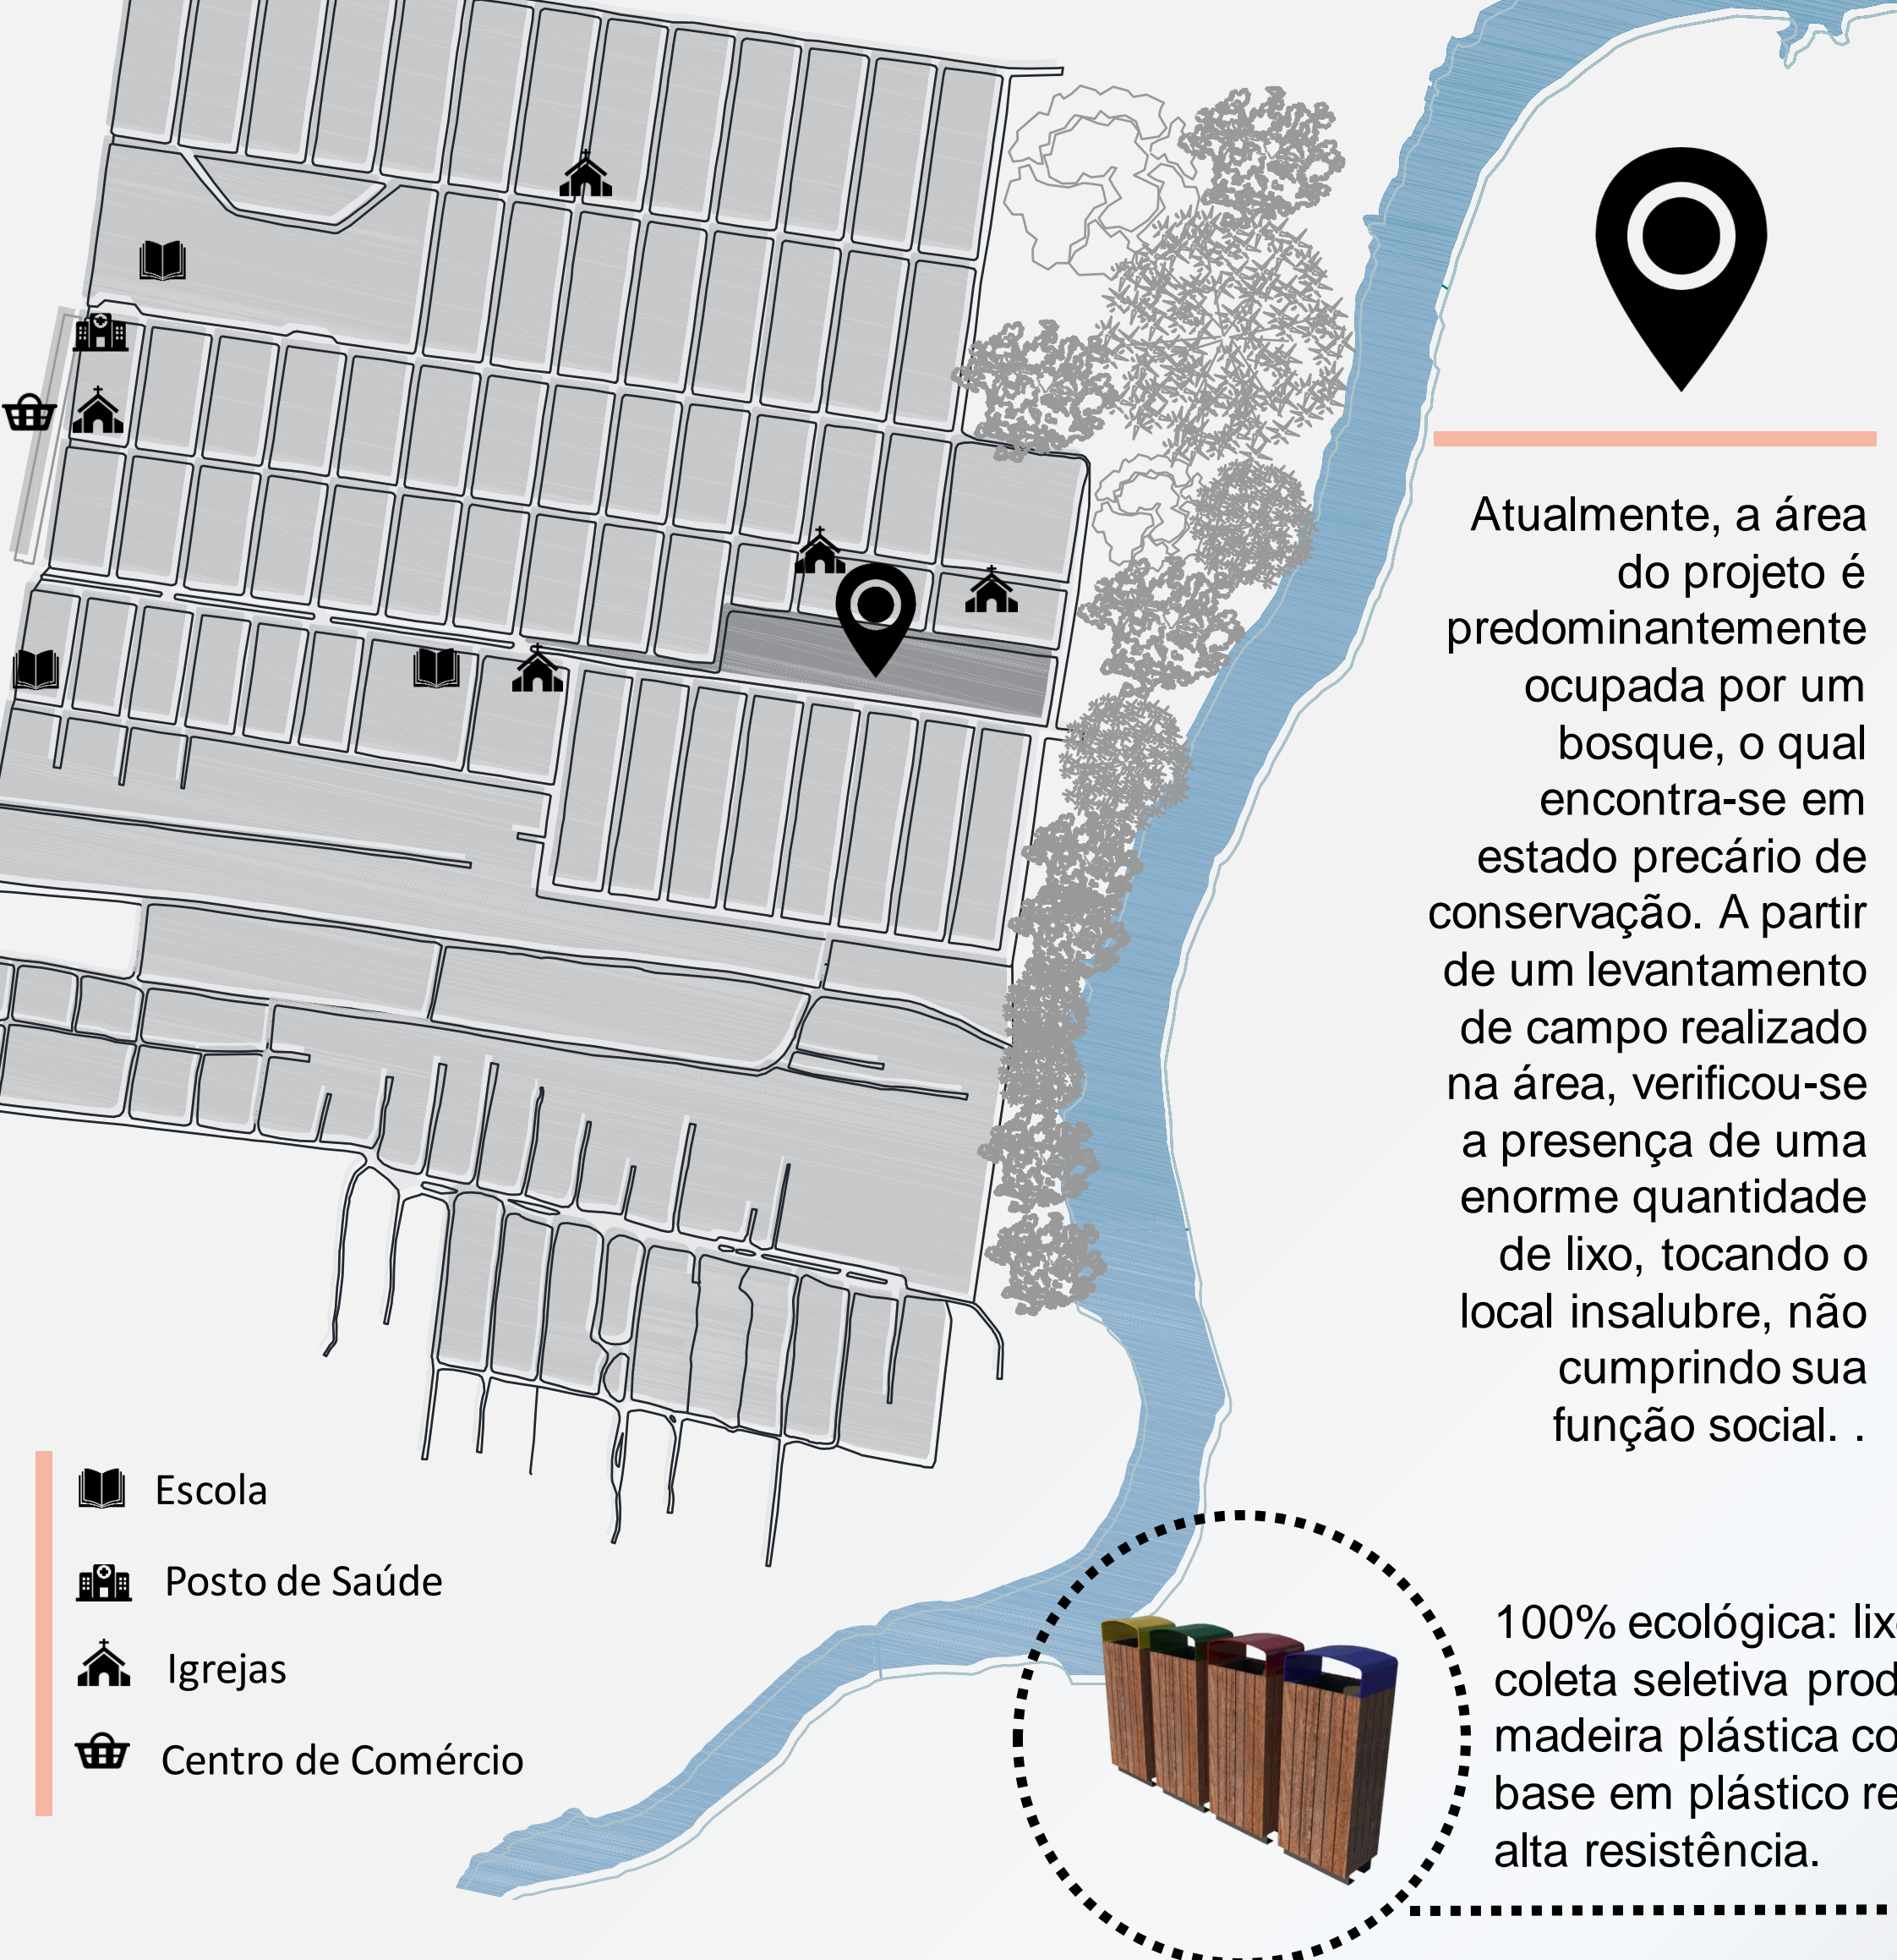 Atualmente, a área
do projeto é
predominantemente
ocupada por um
bosque, o qual
encontra-se em
estado precário de
conservação. A partir
de um levantamento
de campo realizado
na área, verificou-se
a presença de uma
enorme quantidade
de lixo, tocando o
local insalubre, não
cumprindo sua
função social. .
Escola
Posto de Saúde
Igrejas
Centro de Comércio
100% ecológica:
coleta seletiva
madeira plástica
base em plástico
alta resistência.